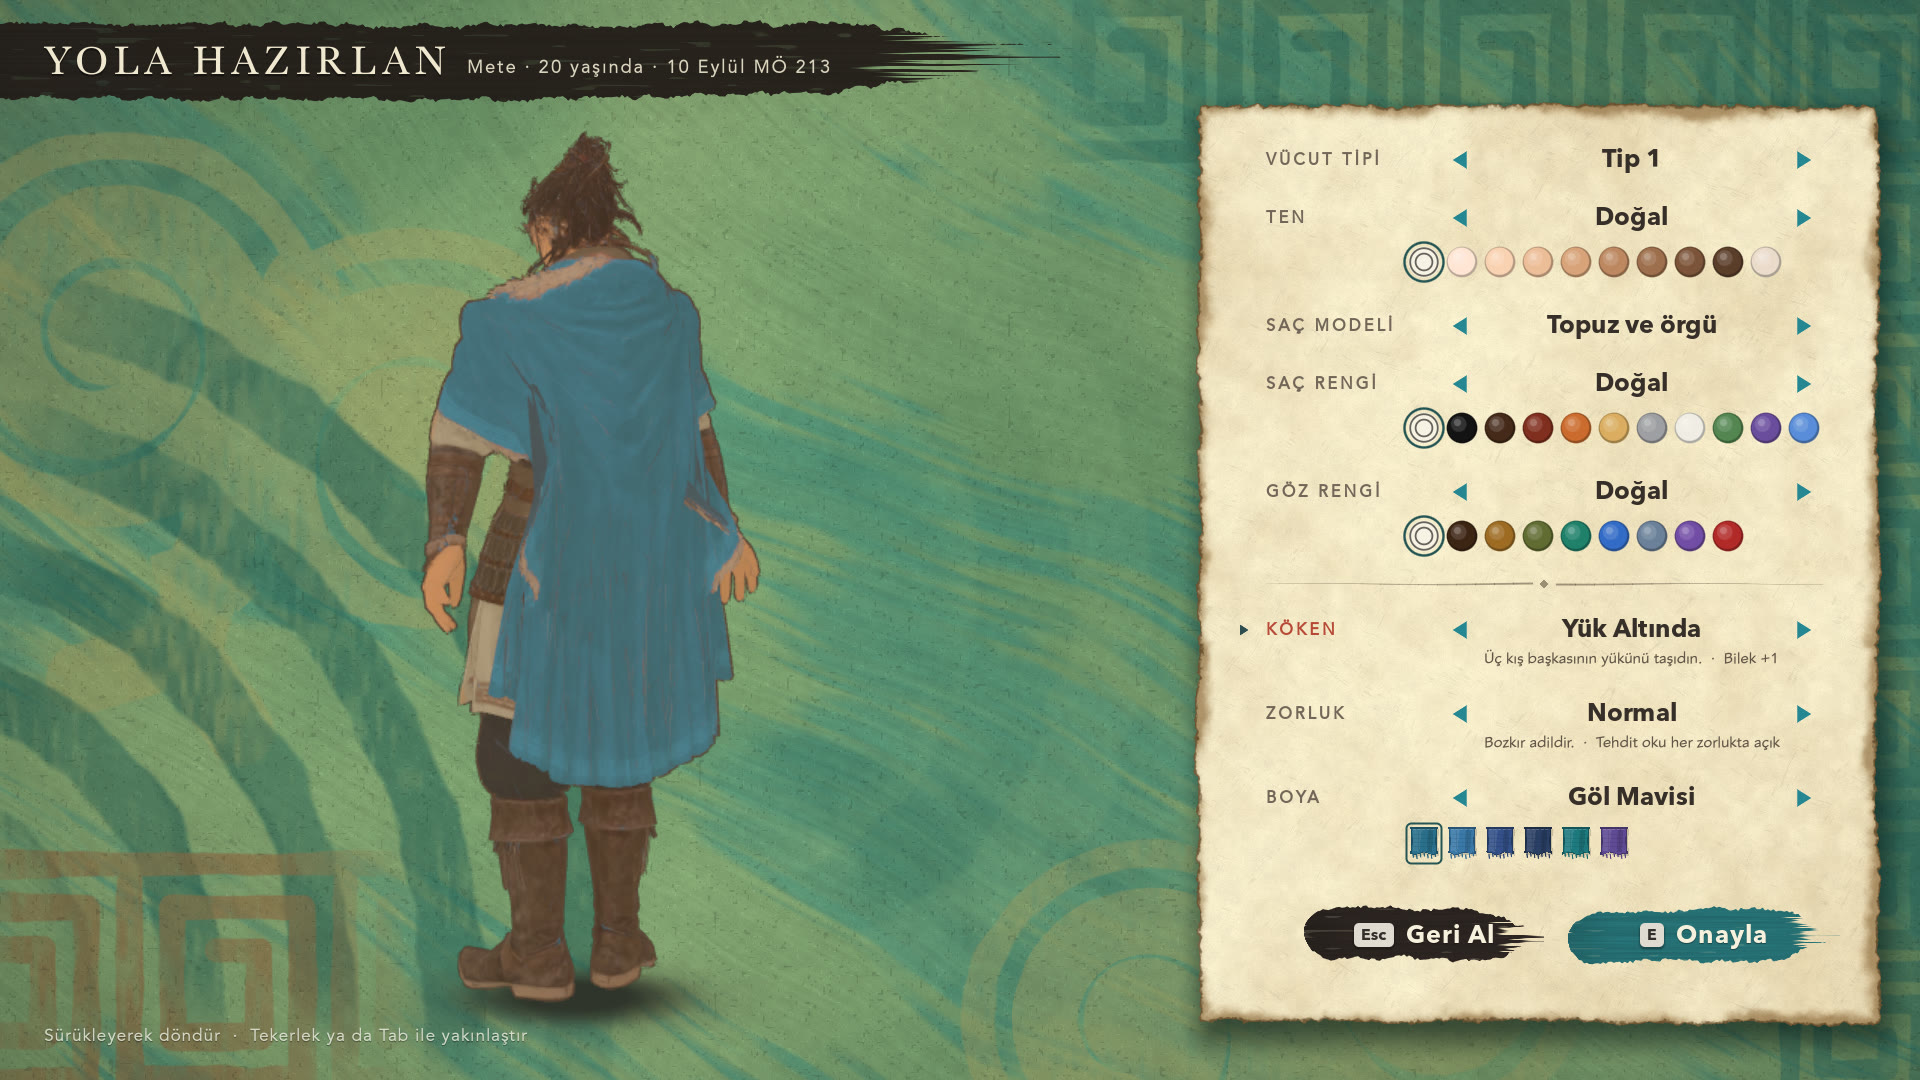 YOLA HAZIRLAN Mete · 20 yaşında · 10 Eylül MÖ 213
VÜCUT TİPİ Tip 1
TEN Doğal
SAÇ MODELİ Topuz ve örgü
SAÇ RENGİ Doğal
GÖZ RENGİ Doğal
KÖKEN Yük Altında
Üç kış başkasının yükünü taşıdın. · Bilek +1
ZORLUK Normal
Bozkır adildir. · Tehdit oku her zorlukta açık
BOYA Göl Mavisi
Esc Geri Al E Onayla
Sürükleyerek döndür · Tekerlek ya da Tab ile yakınlaştır